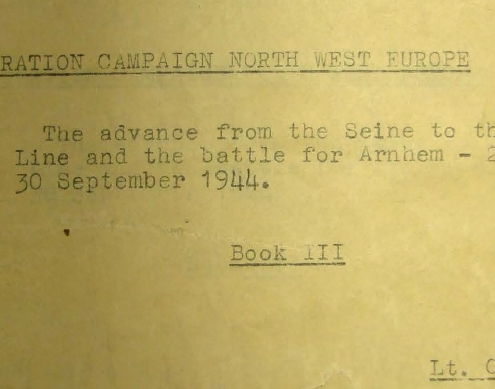 RATION CAMPAIGN NORTH WEST EUROPE
The advance from the Seine to th
Line and the battle for Arnhem - 2
30 September 1944.
Book III
Lt. C